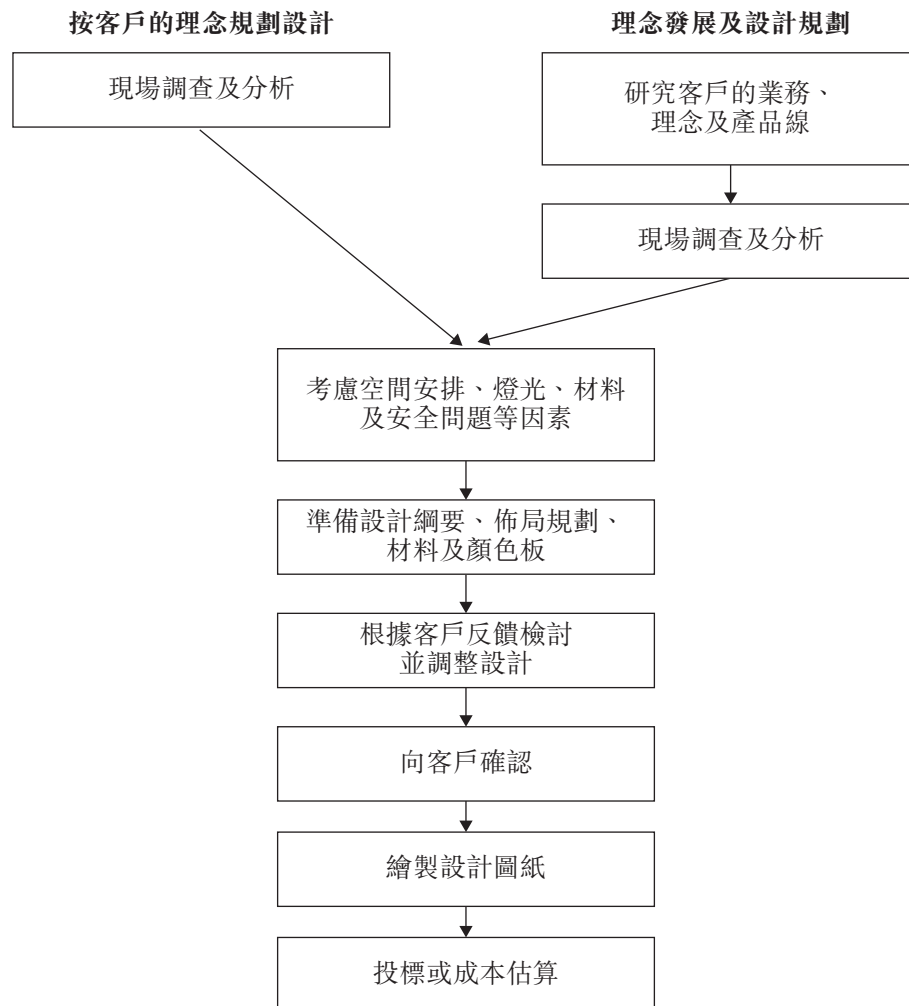 按客戶的理念規劃設計
現場調查及分析
理念發展及設計規劃
研究客戶的業務、
理念及產品線
現場調查及分析
考慮空間安排、燈光、材料
及安全問題等因素
準備設計綱要、佈局規劃、
材料及顏色板
根據客戶反饋檢討
並調整設計
向客戶確認
繪製設計圖紙
投標或成本估算